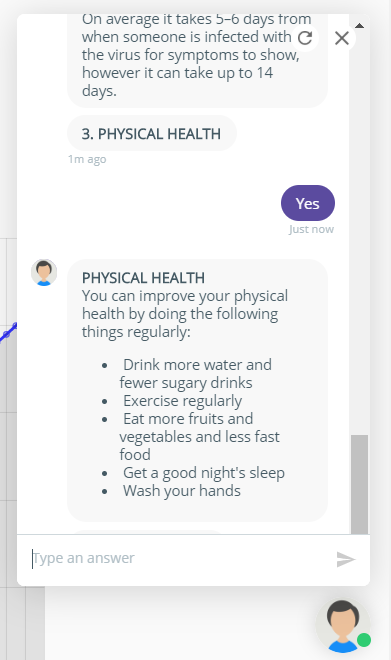 On average it takes 5–6 days from
when someone is infected with
the virus for symptoms to show,
however it can take up to 14
days.
3. PHYSICAL HEALTH
1m ago
Yes
Just now
PHYSICAL HEALTH
You can improve your physical
health by doing the following
things regularly:
• Drink more water and
fewer sugary drinks
• Exercise regularly
• Eat more fruits and
vegetables and less fast
food
• Get a good night's sleep
• Wash your hands
Type an answer